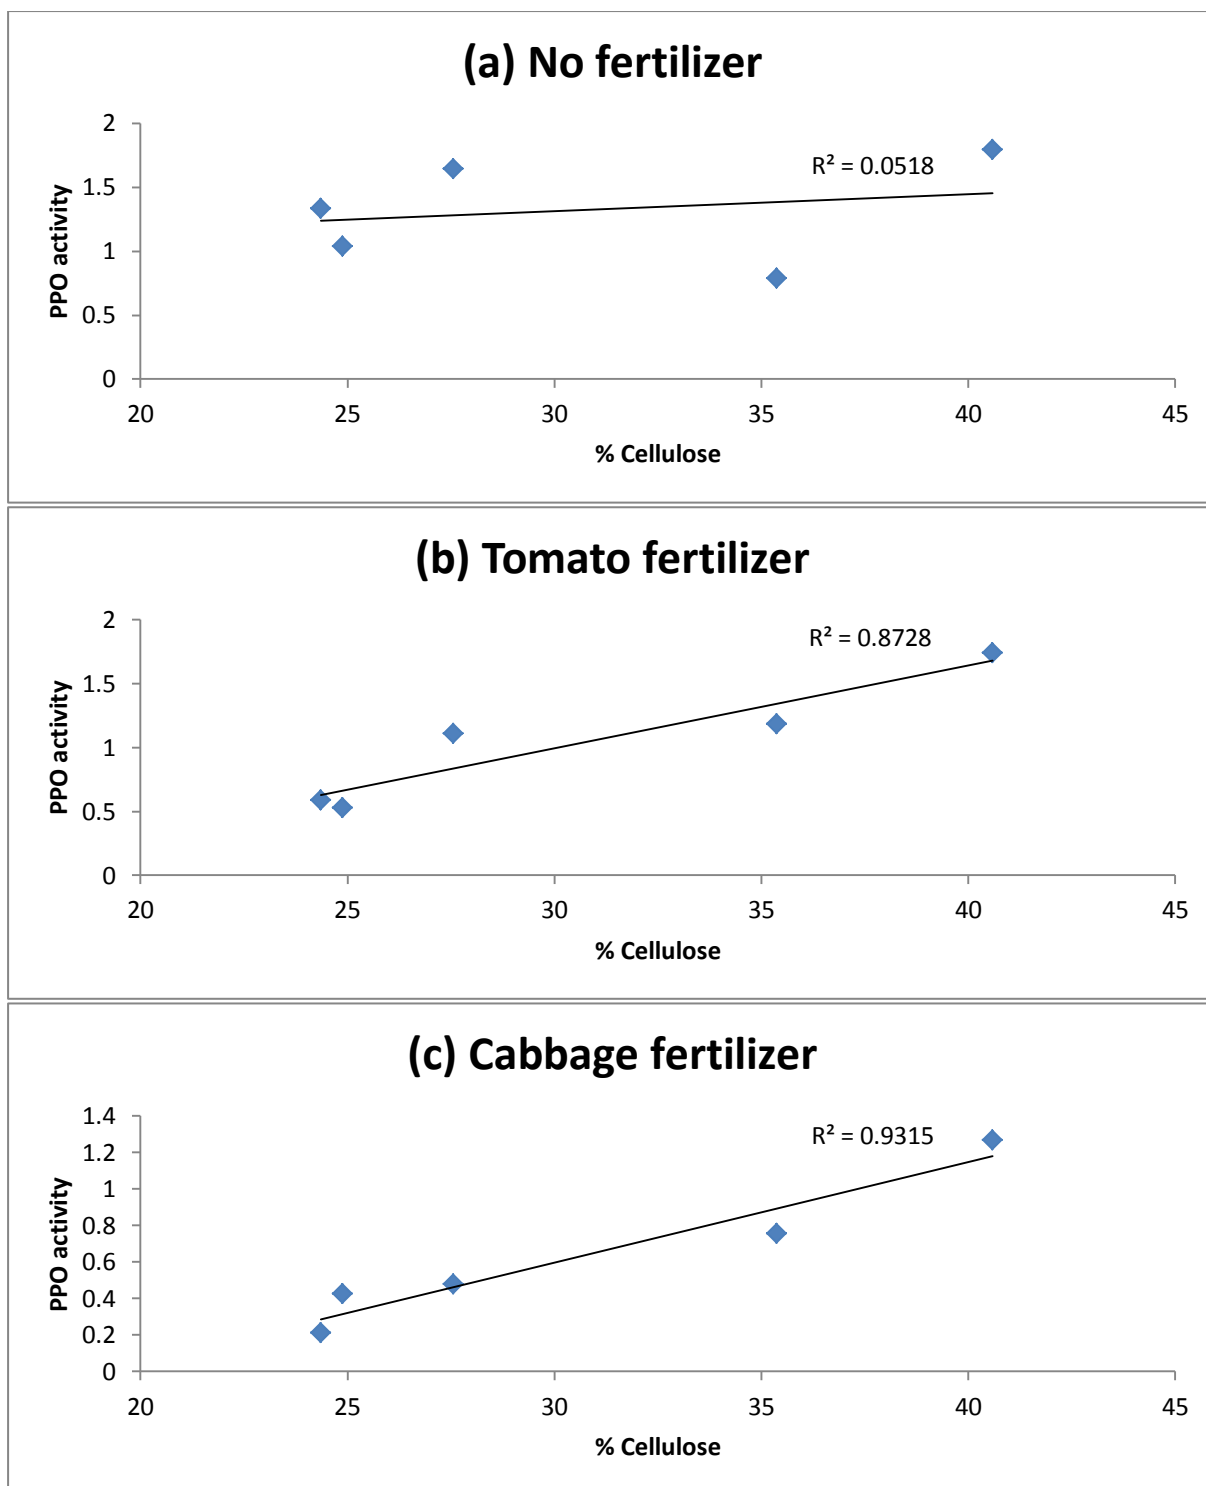 (a) No fertilizer
2
1.5
1
0.5
0
PPO activity
R² = 0.0518
20 25 30 35 40 45
% Cellulose
(b) Tomato fertilizer
2
1.5
1
0.5
0
PPO activity
R² = 0.8728
20 25 30 35 40 45
% Cellulose
(c) Cabbage fertilizer
1.4
1.2
1
0.8
0.6
0.4
0.2
0
PPO activity
R² = 0.9315
20 25 30 35 40 45
% Cellulose